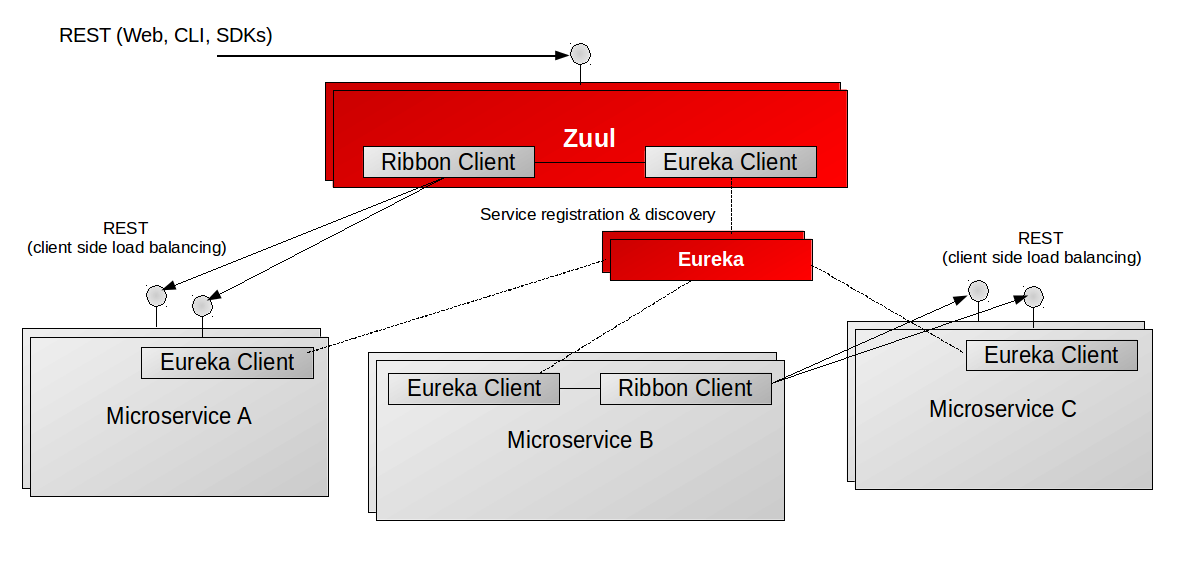 REST (Web, CLI, SDKs)
Zuul
Ribbon Client
Eureka Client
Service registration & discovery
REST
(client side load balancing)
Eureka
REST
(client side load balancing)
Eureka Client
Microservice A
Eureka Client
Ribbon Client
Microservice B
Eureka Client
Microservice C